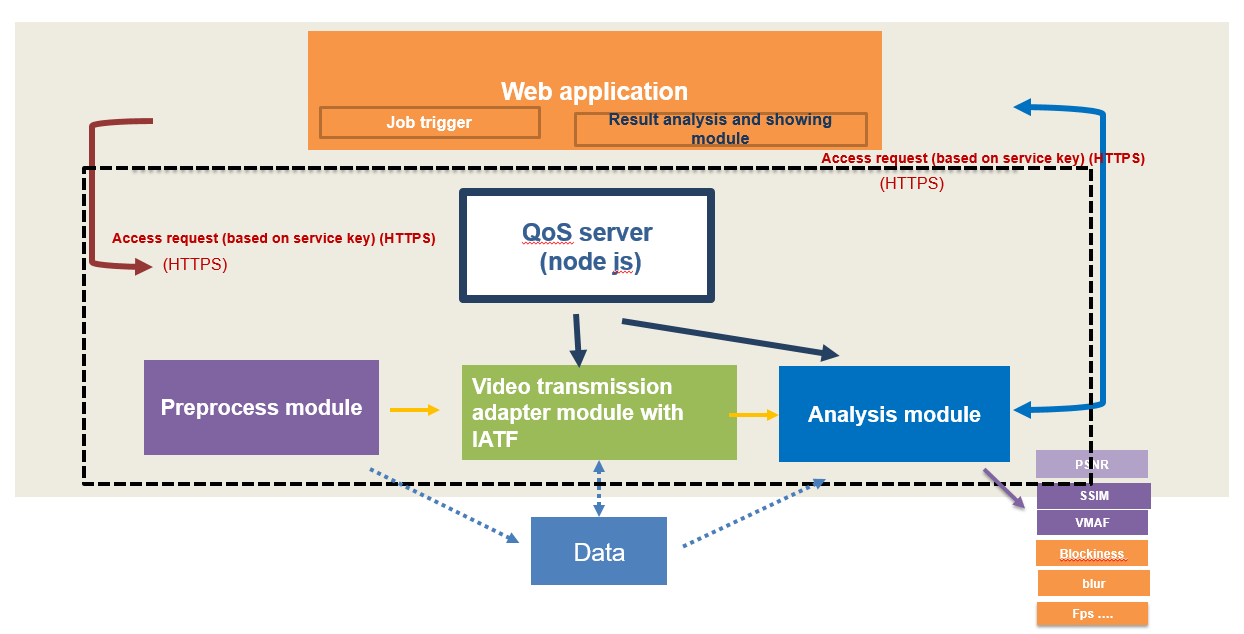 Web application
Job trigger
Result analysis and showing
module
Access request (based on service key) (HTTPS)
(HTTPS)
QoS server
(node js)
Access request (based on service key) (HTTPS)
(HTTPS)
Preprocess module
Video transmission
adapter module with
IATF
Analysis module
PSNR
SSIM
VMAF
Blockiness
blur
Fps ....
Data